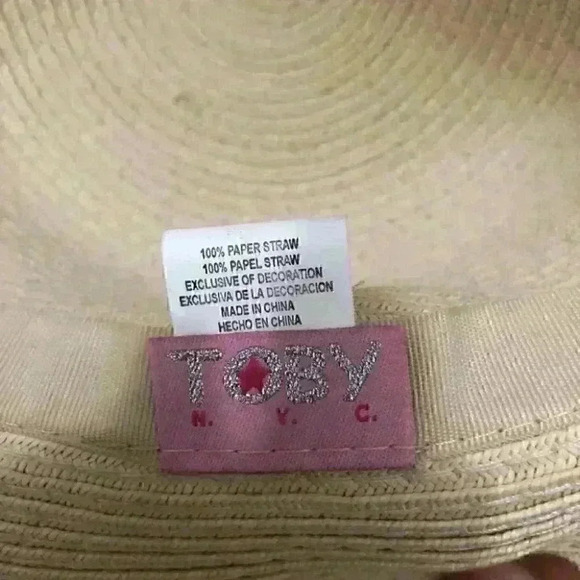 100% PAPER STRAW
100% PAPEL STRAW
EXCLUSIVE OF DECORATION
EXCLUSIVA DE LA DECORACION
MADE IN CHINA
HECHO EN CHINA
TOBY
N. Y. C.